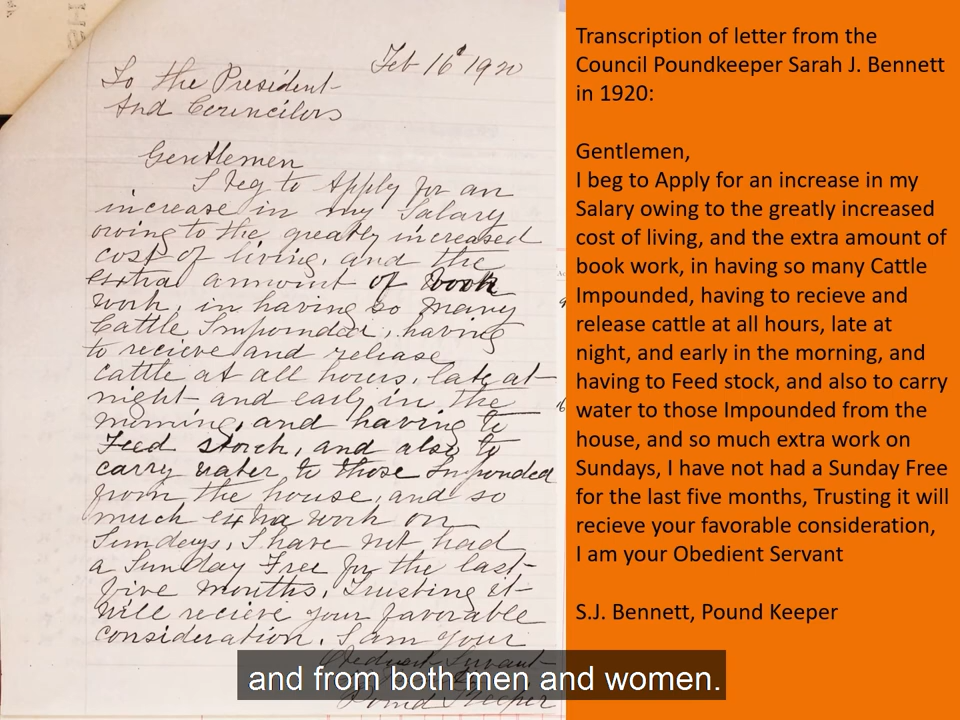 Feb 16 1920
To the President
And Councilors
Gentlemen
I beg to Apply for an
increase in my Salary
owing to the greatly increased
cost of living, and the
extra amount of book
work, in having so many
Cattle Impounded, having
to recieve and release
cattle at all hours, late at
night and early in the
morning, and having to
Feed stock, and also to
carry water to those Imponded
from the house, and so
much extra work on
Sundays, I have not had
a Sunday Free for the last
five months, Trusting it
will recieve your favorable
consideration, I am your
Obedient Servant
Pound Keeper
Transcription of letter from the
Council Poundkeeper Sarah J. Bennett
in 1920:
Gentlemen,
I beg to Apply for an increase in my
Salary owing to the greatly increased
cost of living, and the extra amount of
book work, in having so many Cattle
Impounded, having to recieve and
release cattle at all hours, late at
night, and early in the morning, and
having to Feed stock, and also to carry
water to those Impounded from the
house, and so much extra work on
Sundays, I have not had a Sunday Free
for the last five months, Trusting it will
recieve your favorable consideration,
I am your Obedient Servant
S.J. Bennett, Pound Keeper
and from both men and women.